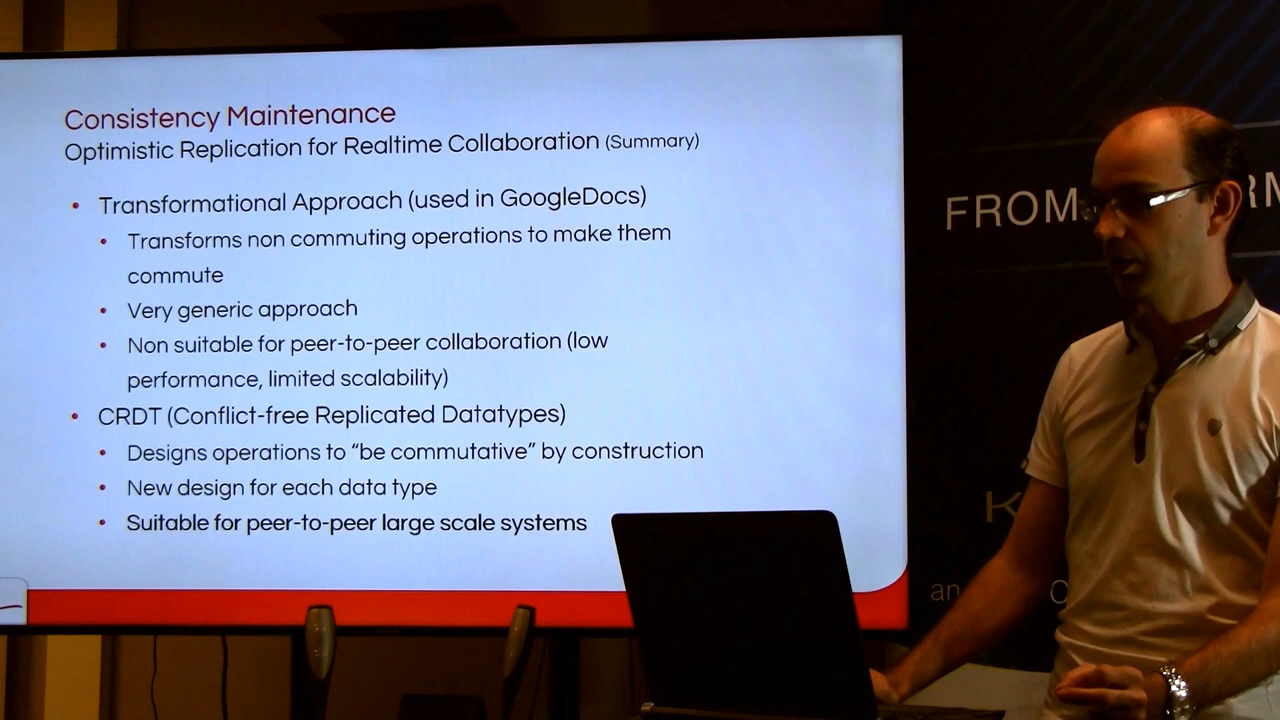 Consistency Maintenance
Optimistic Replication for Realtime Collaboration (Summary)
• Transformational Approach (used in GoogleDocs)
• Transforms non commuting operations to make them
commute
• Very generic approach
• Non suitable for peer-to-peer collaboration (low
performance, limited scalability)
• CRDT (Conflict-free Replicated Datatypes)
• Designs operations to “be commutative” by construction
• New design for each data type
• Suitable for peer-to-peer large scale systems
FROM
an